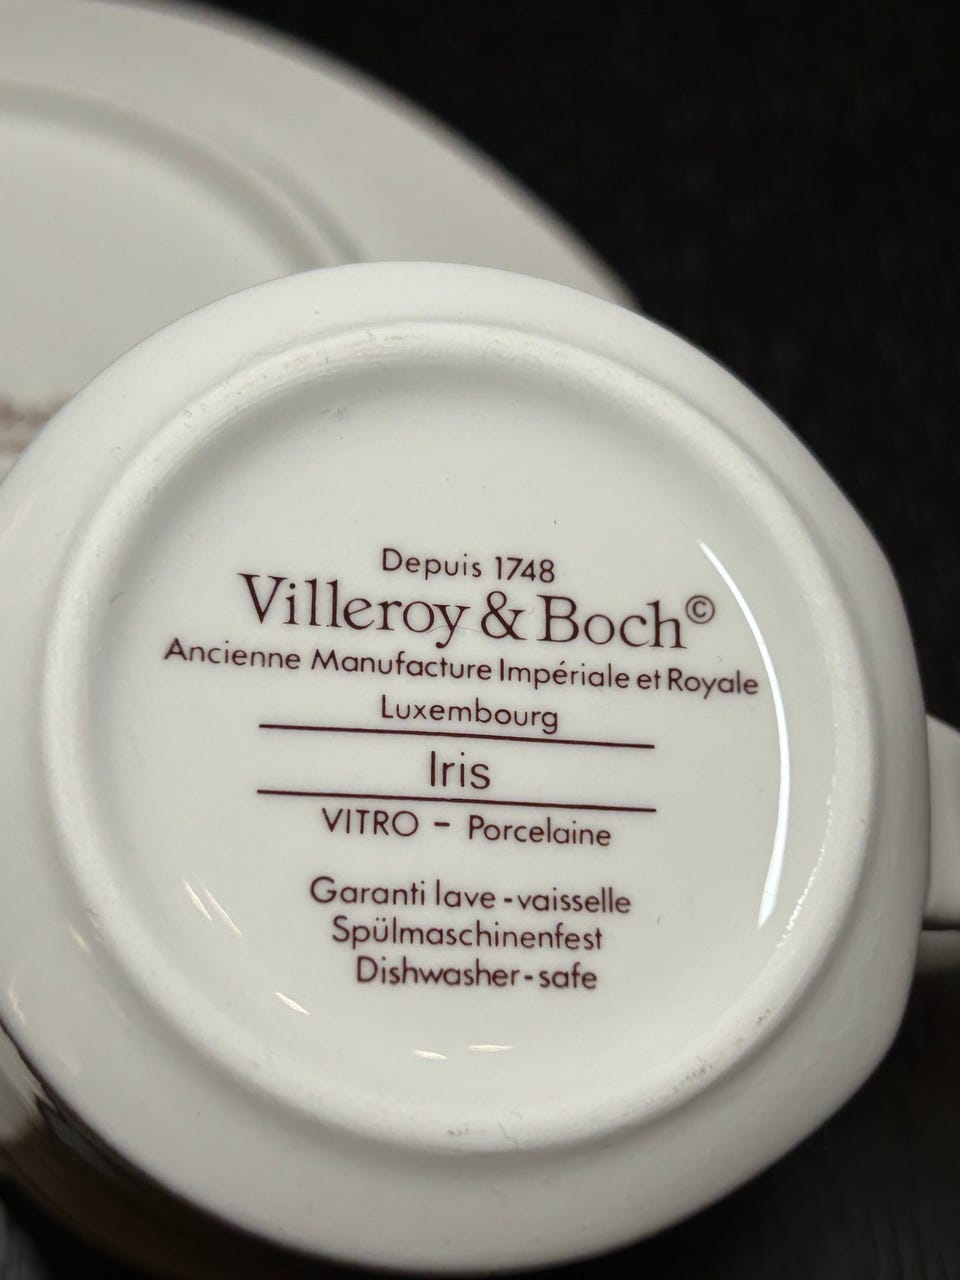 Depuis 1748
Villeroy & Boch©
Ancienne Manufacture Impériale et Royale
Luxembourg
Iris
VITRO - Porcelaine
Garanti lave-vaisselle
Spülmaschinenfest
Dishwasher-safe